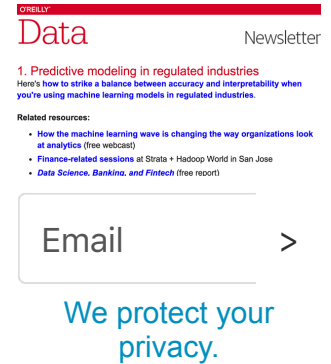 O'REILLY®
Data
Newsletter
1. Predictive modeling in regulated industries
Here's how to strike a balance between accuracy and interpretability when
you're using machine learning models in regulated industries.
Related resources:
• How the machine learning wave is changing the way organizations look
at analytics (free webcast)
• Finance-related sessions at Strata + Hadoop World in San Jose
• Data Science, Banking, and Fintech (free report)
Email
>
We protect your
privacy.